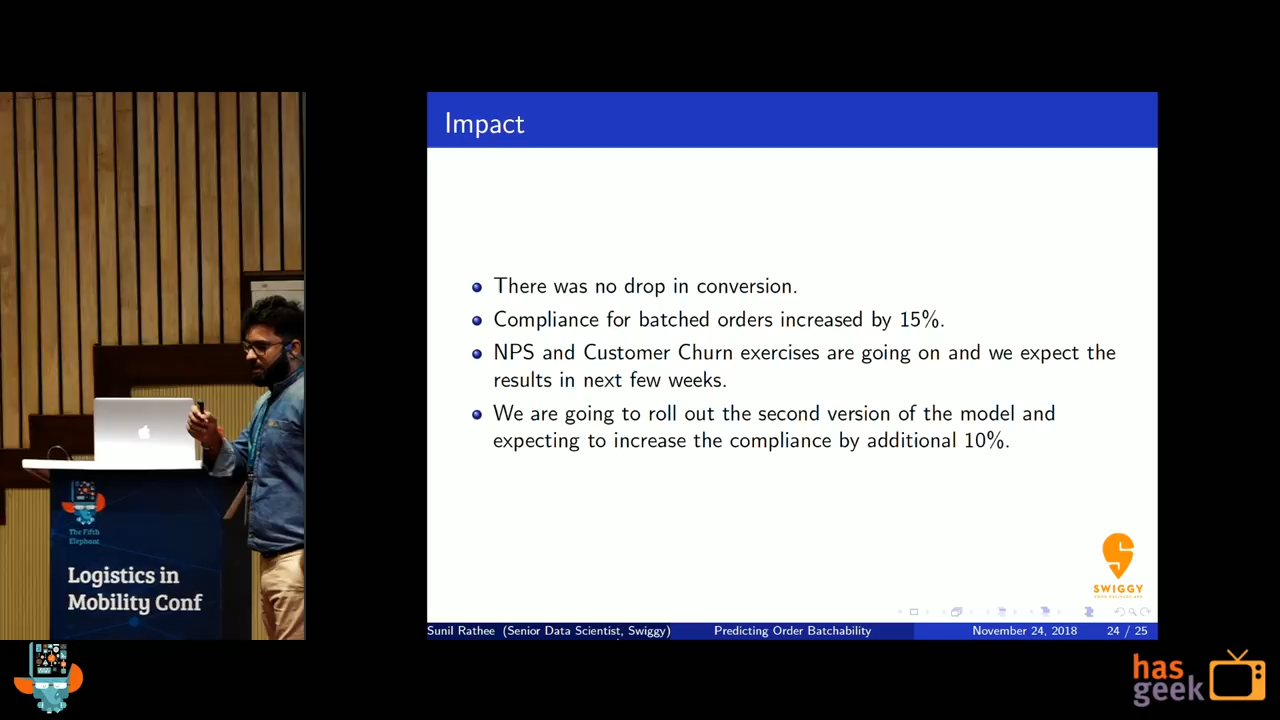 Impact
There was no drop in conversion.
Compliance for batched orders increased by 15%.
NPS and Customer Churn exercises are going on and we expect the
results in next few weeks.
We are going to roll out the second version of the model and
expecting to increase the compliance by additional 10%.
SWIGGY
Sunil Rathee (Senior Data Scientist, Swiggy)
Predicting Order Batchability
November 24, 2018
24 / 25
The Fifth
Elephant
Logistics in
Mobility Conf
has
geek